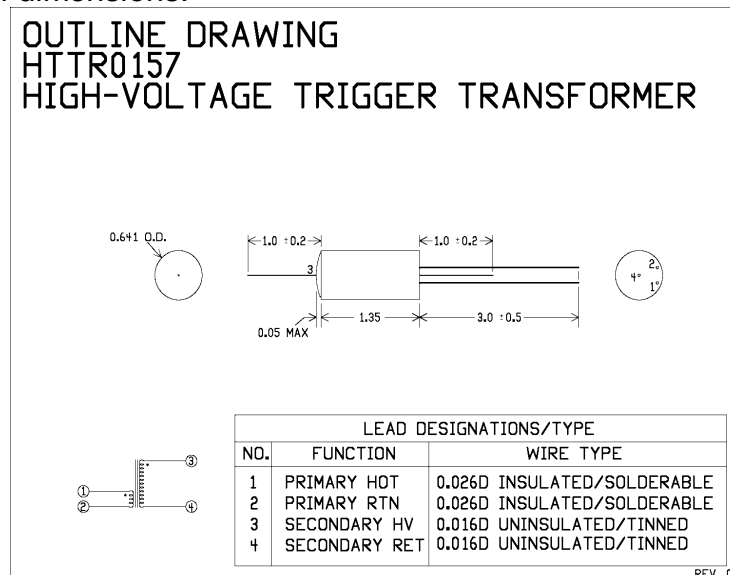 dimensions.
OUTLINE DRAWING
HTTR0157
HIGH-VOLTAGE TRIGGER TRANSFORMER
0.641 O.D.
1.0 ±0.2
1.0 ±0.2
3
2
4
1
0.05 MAX
1.35
3.0 ±0.5
3
1
2
4
LEAD DESIGNATIONS/TYPE
NO. FUNCTION WIRE TYPE
1 PRIMARY HOT 0.026D INSULATED/SOLDERABLE
2 PRIMARY RTN 0.026D INSULATED/SOLDERABLE
3 SECONDARY HV 0.016D UNINSULATED/TINNED
4 SECONDARY RET 0.016D UNINSULATED/TINNED
REV.